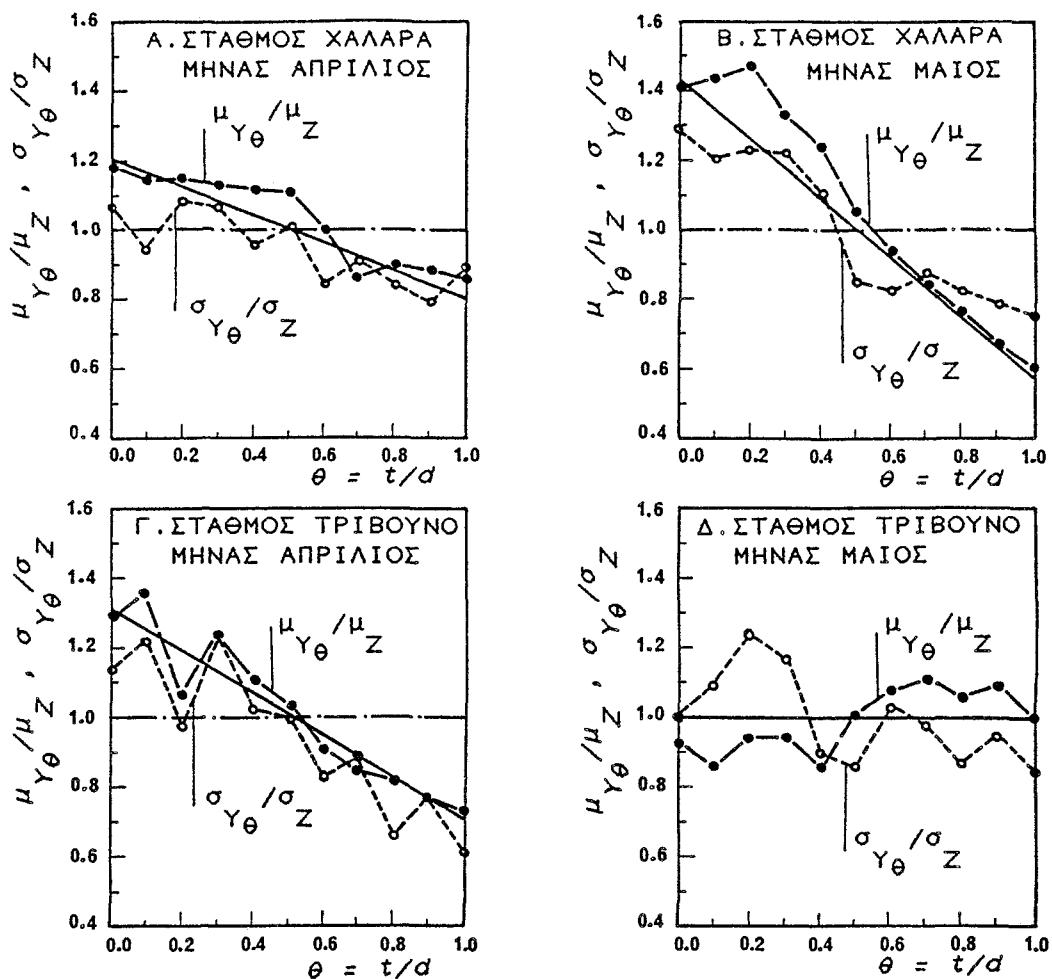 Α. ΣΤΑΘΜΟΣ ΧΑΛΑΡΑ
ΜΗΝΑΣ ΑΠΡΙΛΙΟΣ
μ_Yθ/μ_Z , σ_Yθ/σ_Z
1.6
1.4
1.2
1.0
0.8
0.6
0.4
μ_Yθ/μ_Z
σ_Yθ/σ_Z
0.0 0.2 0.4 0.6 0.8 1.0
θ = t/d
Β. ΣΤΑΘΜΟΣ ΧΑΛΑΡΑ
ΜΗΝΑΣ ΜΑΙΟΣ
μ_Yθ/μ_Z , σ_Yθ/σ_Z
1.6
1.4
1.2
1.0
0.8
0.6
0.4
μ_Yθ/μ_Z
σ_Yθ/σ_Z
0.0 0.2 0.4 0.6 0.8 1.0
θ = t/d
Γ. ΣΤΑΘΜΟΣ ΤΡΙΒΟΥΝΟ
ΜΗΝΑΣ ΑΠΡΙΛΙΟΣ
μ_Yθ/μ_Z , σ_Yθ/σ_Z
1.6
1.4
1.2
1.0
0.8
0.6
0.4
μ_Yθ/μ_Z
σ_Yθ/σ_Z
0.0 0.2 0.4 0.6 0.8 1.0
θ = t/d
Δ. ΣΤΑΘΜΟΣ ΤΡΙΒΟΥΝΟ
ΜΗΝΑΣ ΜΑΙΟΣ
μ_Yθ/μ_Z , σ_Yθ/σ_Z
1.6
1.4
1.2
1.0
0.8
0.6
0.4
μ_Yθ/μ_Z
σ_Yθ/σ_Z
0.0 0.2 0.4 0.6 0.8 1.0
θ = t/d